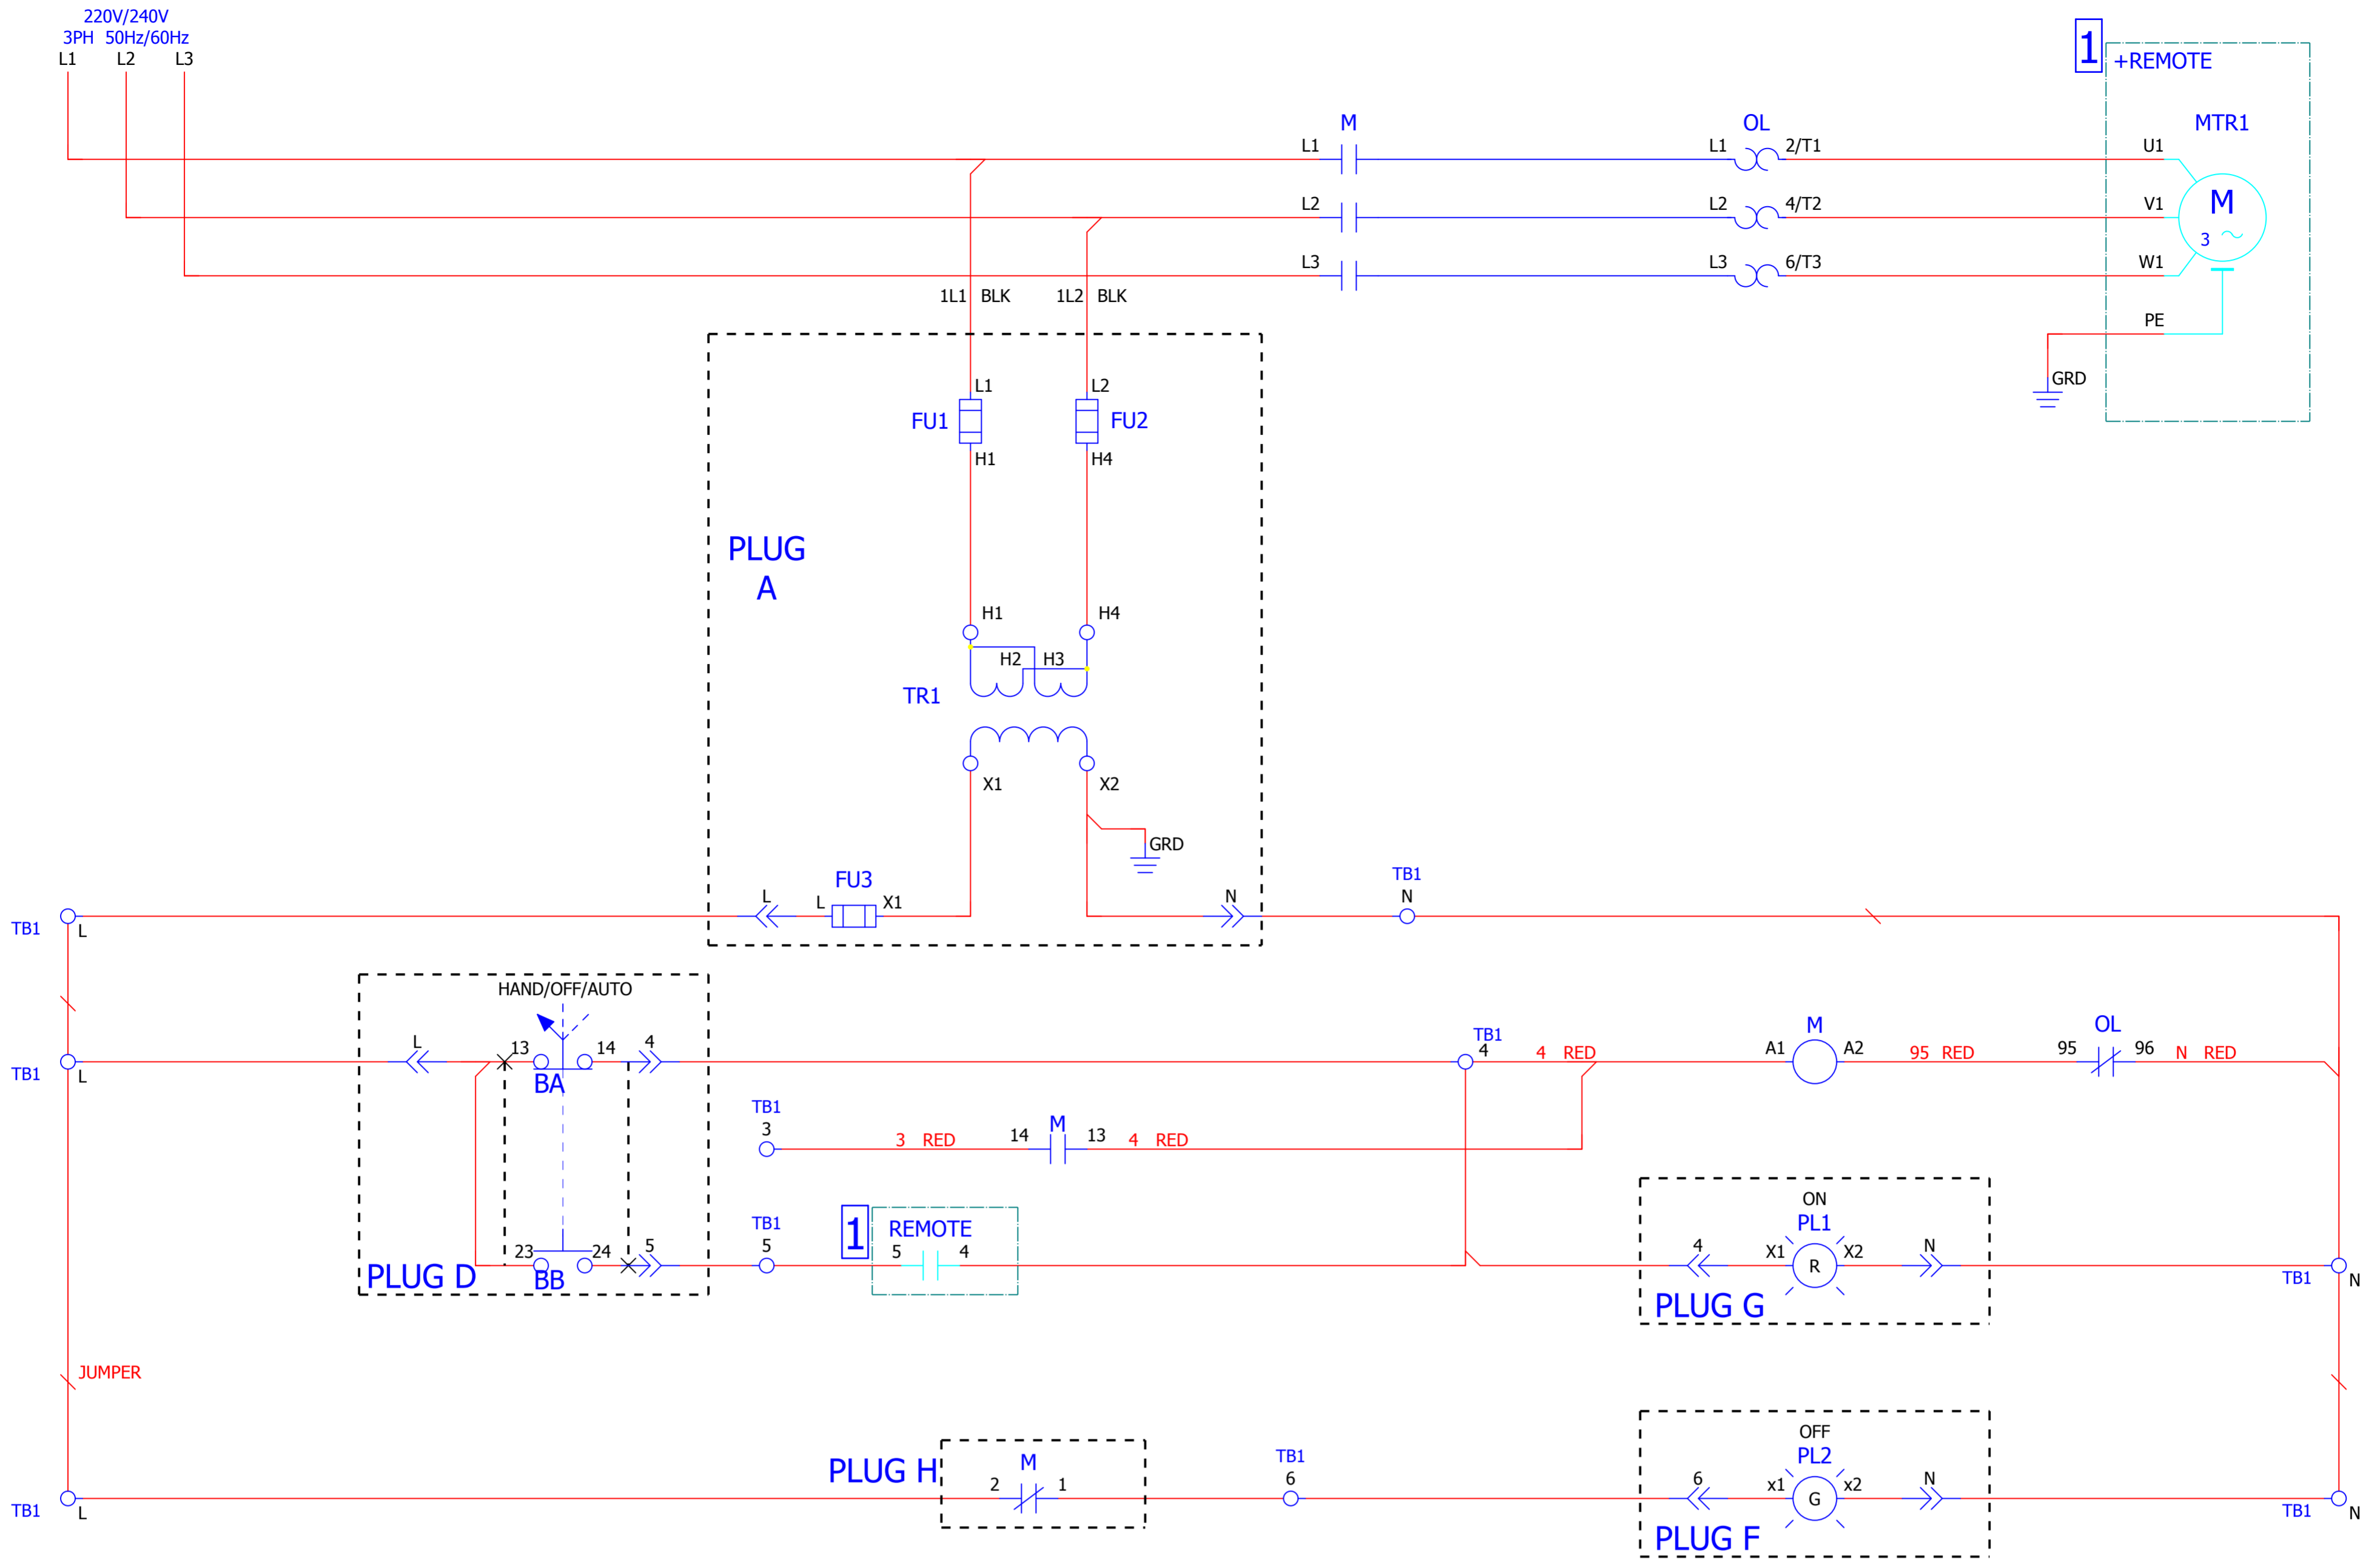 220V/240V
3PH 50Hz/60Hz
L1 L2 L3
1
+REMOTE
MTR1
M
OL
L1
L1
2/T1
U1
L2
L2
4/T2
V1
M
3
L3
L3
6/T3
W1
1L1 BLK
1L2 BLK
PE
GRD
L1
L2
FU1
FU2
H1
H4
PLUG
A
H1
H4
H2
H3
TR1
X1
X2
GRD
FU3
L
L
X1
N
TB1
N
TB1
L
HAND/OFF/AUTO
L
13
14
4
BA
TB1
L
TB1
4
4 RED
M
A1
A2
95 RED
OL
95
96
N RED
TB1
3
3 RED
14
M
13
4 RED
23
24
5
BB
PLUG D
TB1
5
1
REMOTE
5
4
ON
PL1
4
X1
R
X2
N
PLUG G
TB1
N
JUMPER
PLUG H
M
2
1
TB1
6
OFF
PL2
6
x1
G
x2
N
PLUG F
TB1
L
TB1
N